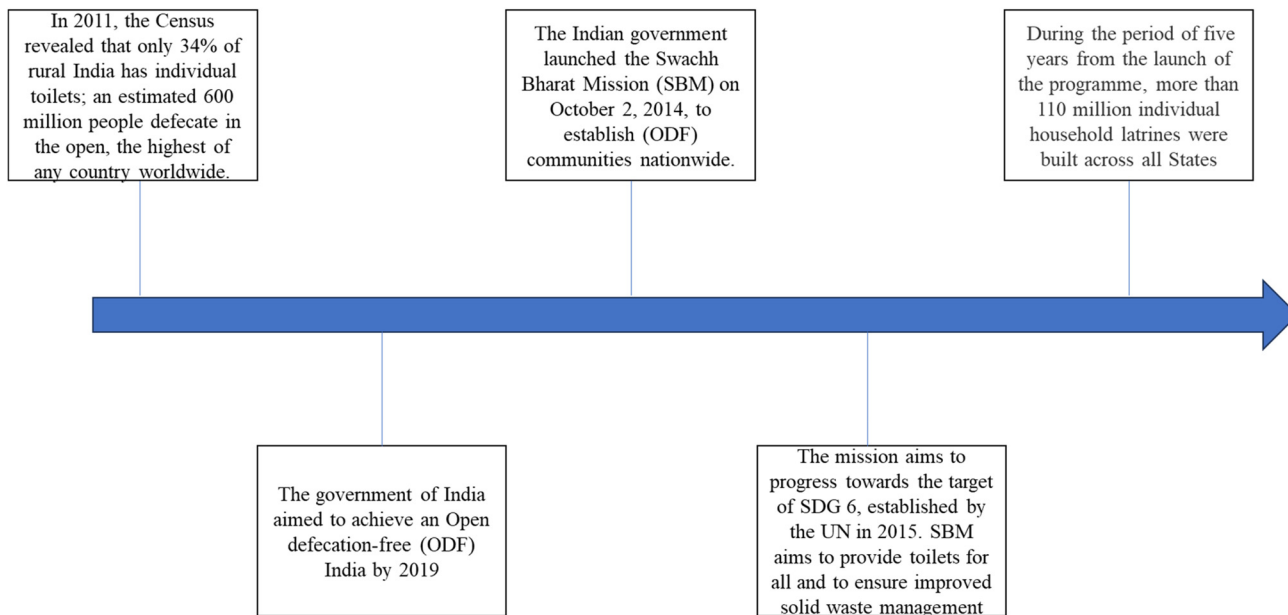 In 2011, the Census
revealed that only 34% of
rural India has individual
toilets; an estimated 600
million people defecate in
the open, the highest of
any country worldwide.
The Indian government
launched the Swachh
Bharat Mission (SBM) on
October 2, 2014, to
establish (ODF)
communities nationwide.
During the period of five
years from the launch of
the programme, more than
110 million individual
household latrines were
built across all States
The government of India
aimed to achieve an Open
defecation-free (ODF)
India by 2019
The mission aims to
progress towards the target
of SDG 6, established by
the UN in 2015. SBM
aims to provide toilets for
all and to ensure improved
solid waste management